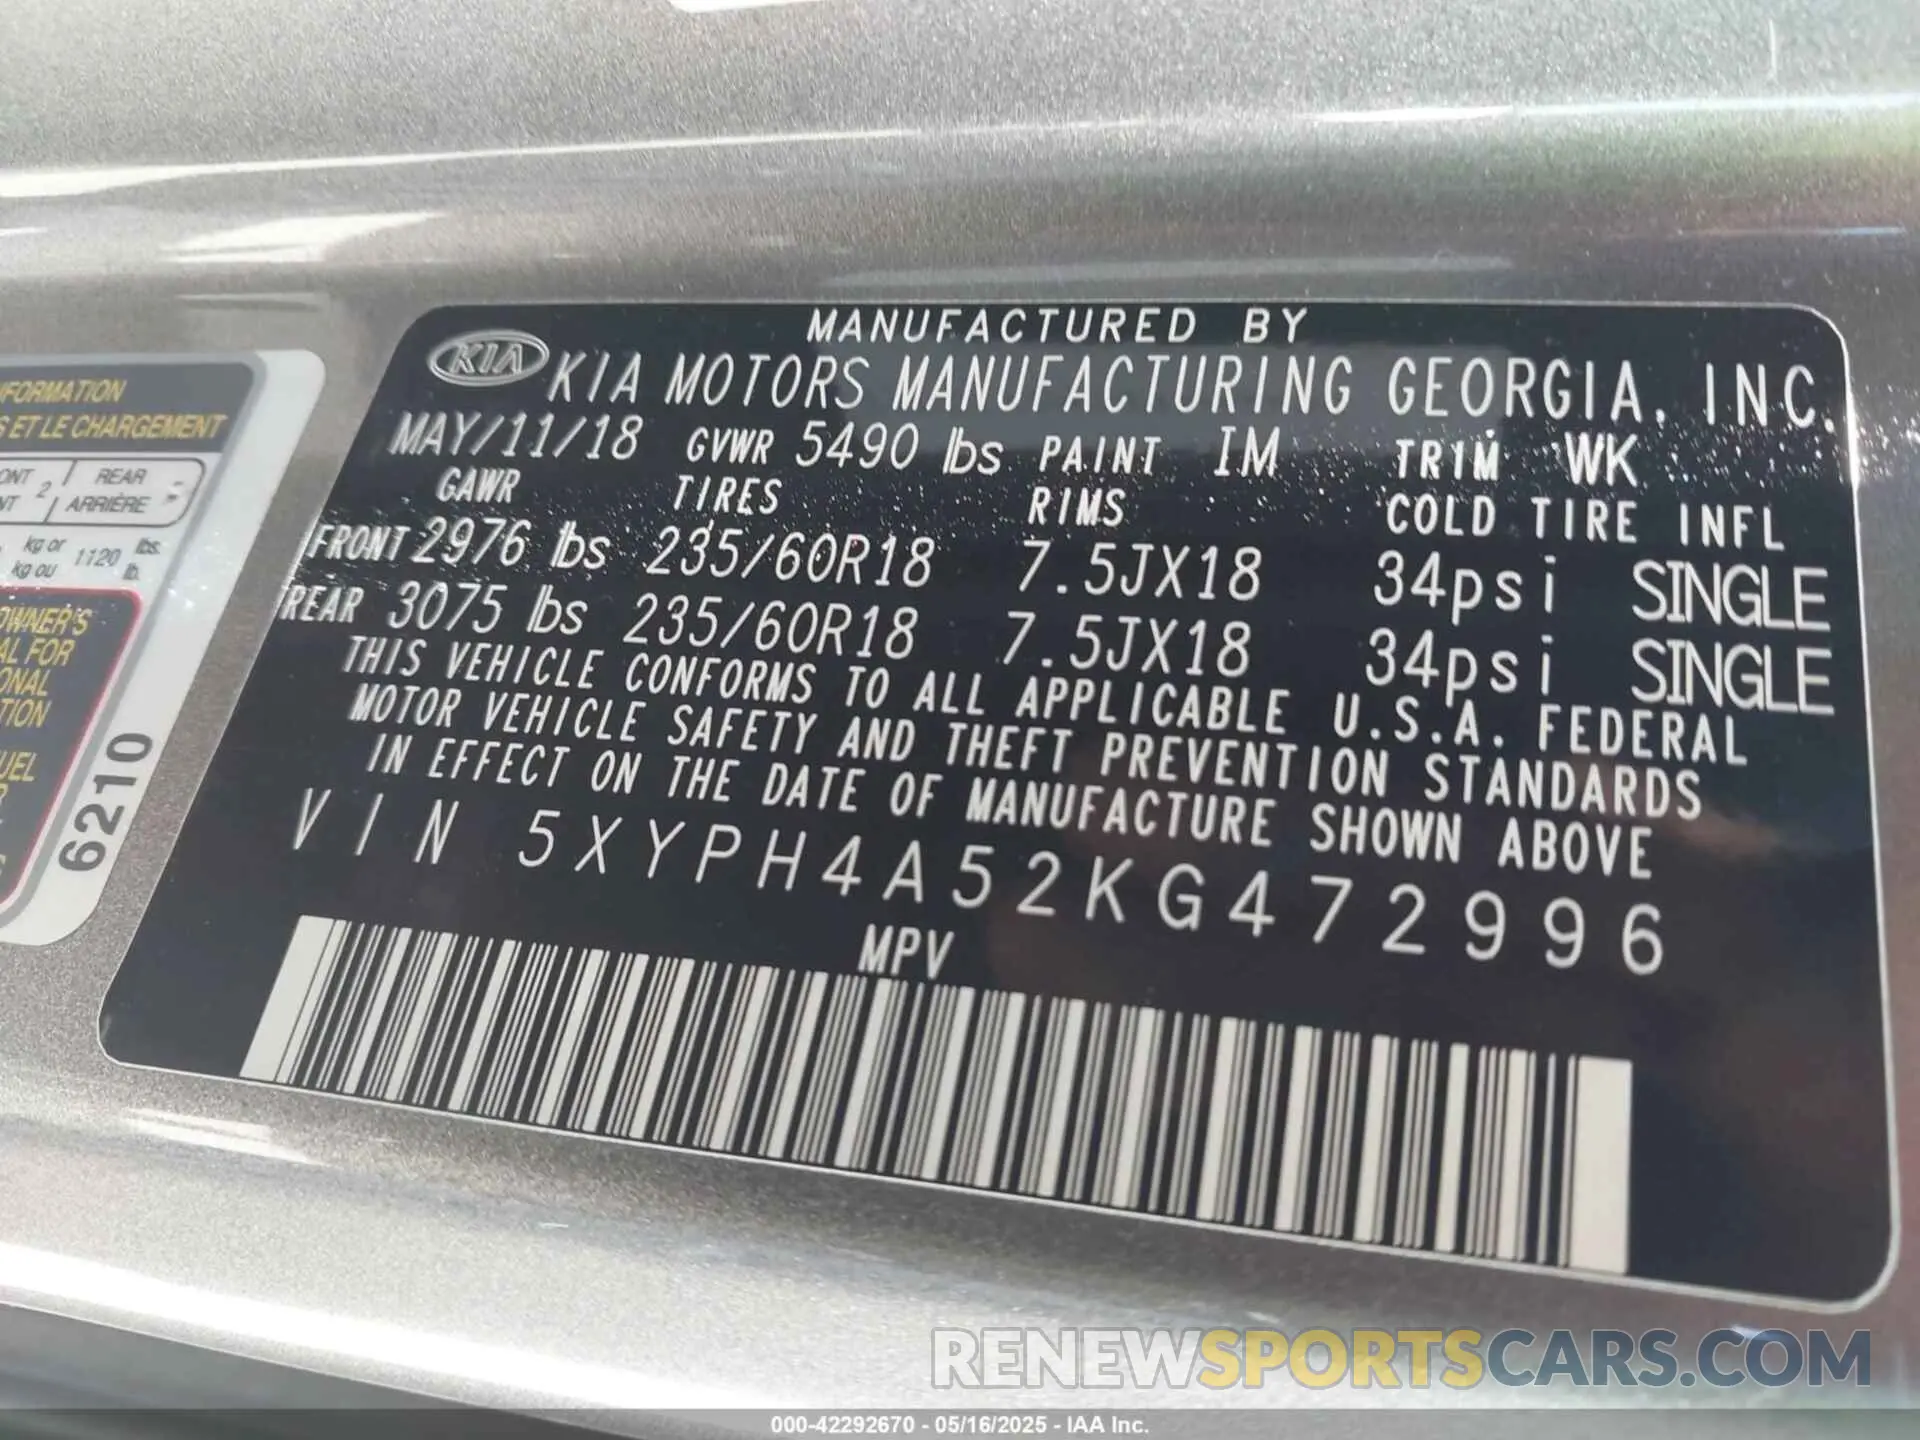 MANUFACTURED BY
KIA KIA MOTORS MANUFACTURING GEORGIA, INC.
MAY/11/18 GVWR 5490 lbs PAINT IM TRIM WK
GAWR TIRES RIMS COLD TIRE INFL
FRONT 2976 lbs 235/60R18 7.5JX18 34psi SINGLE
REAR 3075 lbs 235/60R18 7.5JX18 34psi SINGLE
THIS VEHICLE CONFORMS TO ALL APPLICABLE U.S.A. FEDERAL
MOTOR VEHICLE SAFETY AND THEFT PREVENTION STANDARDS
IN EFFECT ON THE DATE OF MANUFACTURE SHOWN ABOVE
VIN 5XYPH4A52KG472996
MPV
ET LE CHARGEMENT
2 REAR
ARRIÈRE
kg or 1120 lbs.
kg ou lb.
OWNER'S
FOR
6210
RENEWSPORTSCARS.COM
000-42292670 - 05/16/2025 - IAA Inc.